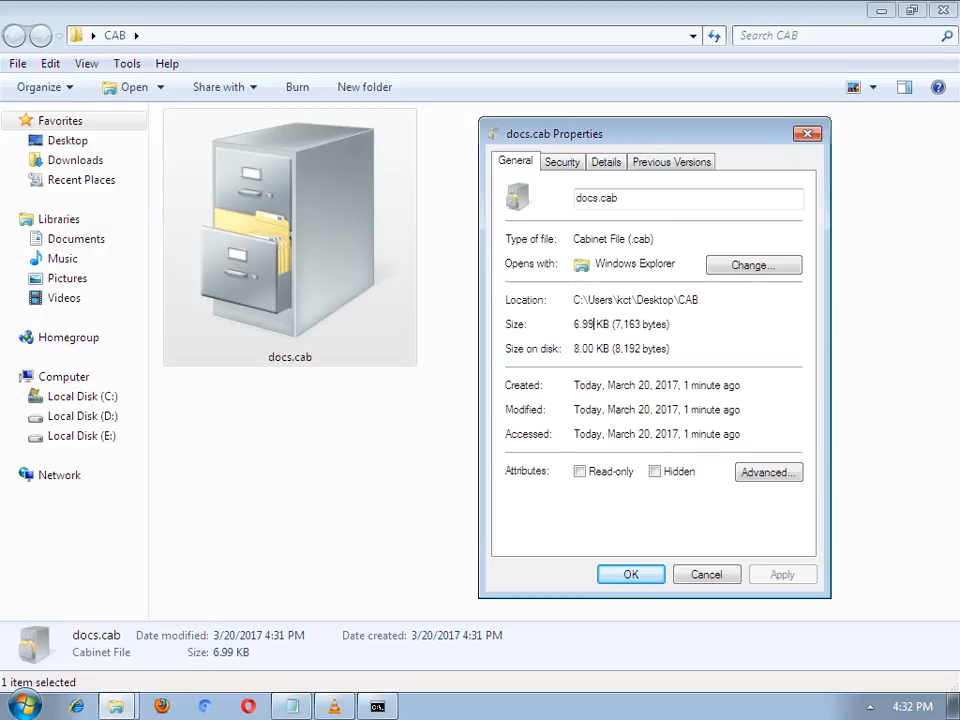 CAB
Search CAB
File Edit View Tools Help
Organize Open Share with Burn New folder
Favorites
Desktop
Downloads
Recent Places
Libraries
Documents
Music
Pictures
Videos
Homegroup
Computer
Local Disk (C:)
Local Disk (D:)
Local Disk (E:)
Network
docs.cab
docs.cab Properties
General Security Details Previous Versions
docs.cab
Type of file: Cabinet File (.cab)
Opens with: Windows Explorer Change...
Location: C:\Users\kct\Desktop\CAB
Size: 6.99 KB (7,163 bytes)
Size on disk: 8.00 KB (8,192 bytes)
Created: Today, March 20, 2017, 1 minute ago
Modified: Today, March 20, 2017, 1 minute ago
Accessed: Today, March 20, 2017, 1 minute ago
Attributes: Read-only Hidden Advanced...
OK Cancel Apply
docs.cab Date modified: 3/20/2017 4:31 PM Date created: 3/20/2017 4:31 PM
Cabinet File Size: 6.99 KB
1 item selected
4:32 PM